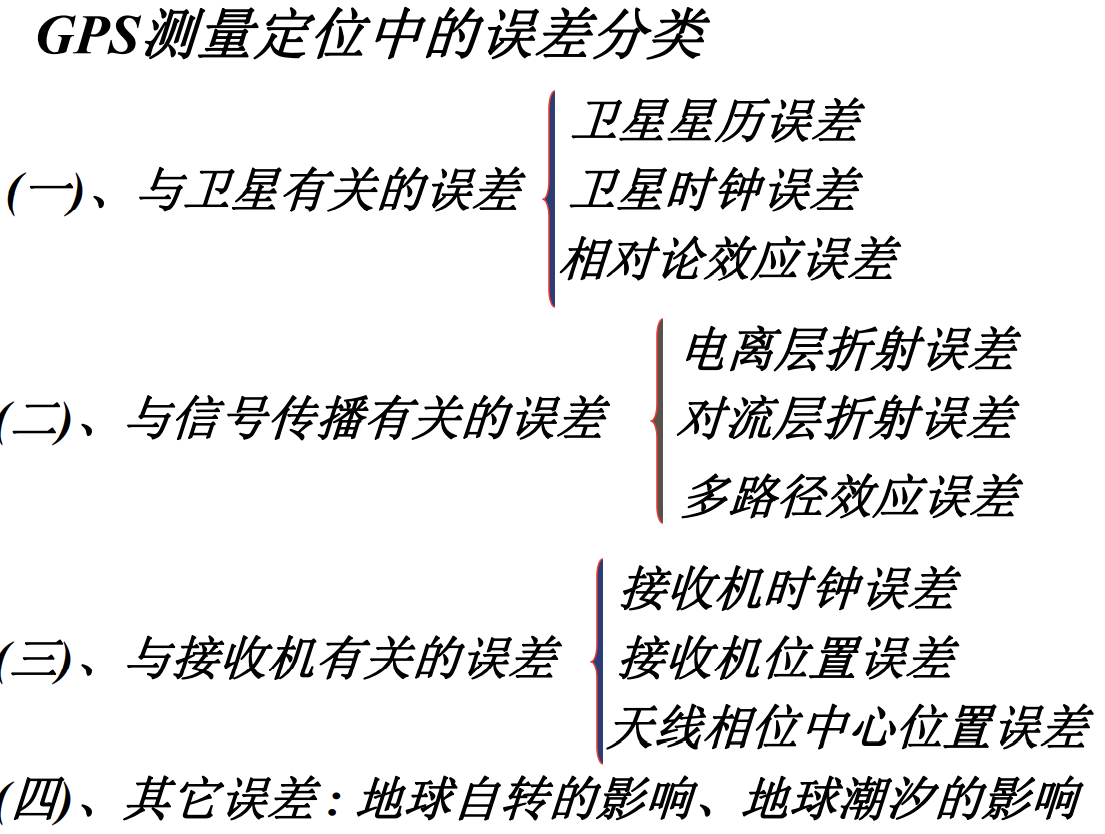 GPS测量定位中的误差分类
卫星星历误差
(一)、与卫星有关的误差
卫星时钟误差
相对论效应误差
电离层折射误差
(二)、与信号传播有关的误差
对流层折射误差
多路径效应误差
接收机时钟误差
(三)、与接收机有关的误差
接收机位置误差
天线相位中心位置误差
(四)、其它误差：地球自转的影响、地球潮汐的影响